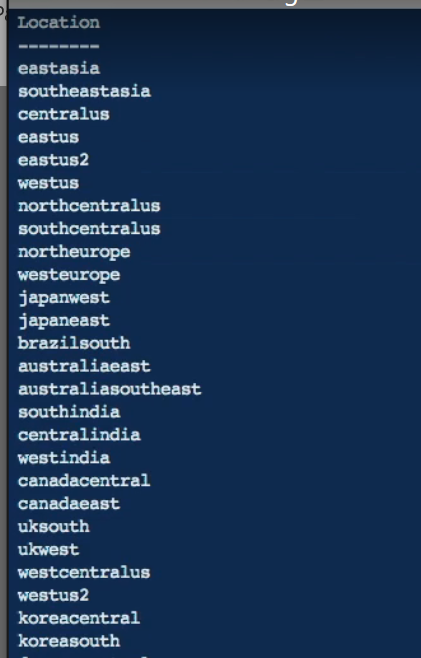 Location
--------
eastasia
southeastasia
centralus
eastus
eastus2
westus
northcentralus
southcentralus
northeurope
westeurope
japanwest
japaneast
brazilsouth
australiaeast
australiasoutheast
southindia
centralindia
westindia
canadacentral
canadaeast
uksouth
ukwest
westcentralus
westus2
koreacentral
koreasouth